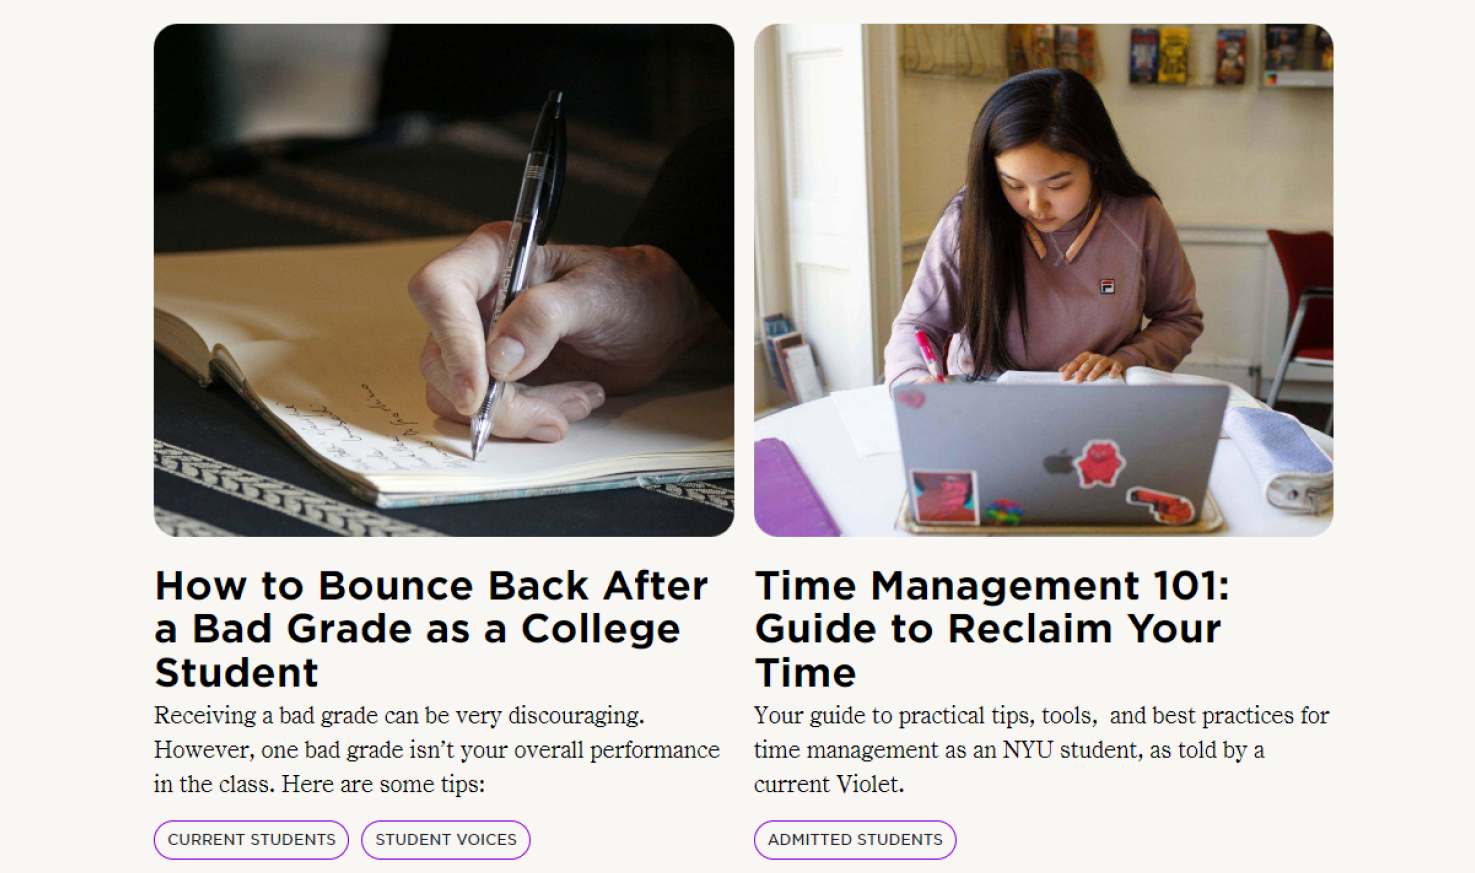 How to Bounce Back After
a Bad Grade as a College
Student
Receiving a bad grade can be very discouraging.
However, one bad grade isn't your overall performance
in the class. Here are some tips:
CURRENT STUDENTS
STUDENT VOICES
Time Management 101:
Guide to Reclaim Your
Time
Your guide to practical tips, tools,  and best practices for
time management as an NYU student, as told by a
current Violet.
ADMITTED STUDENTS